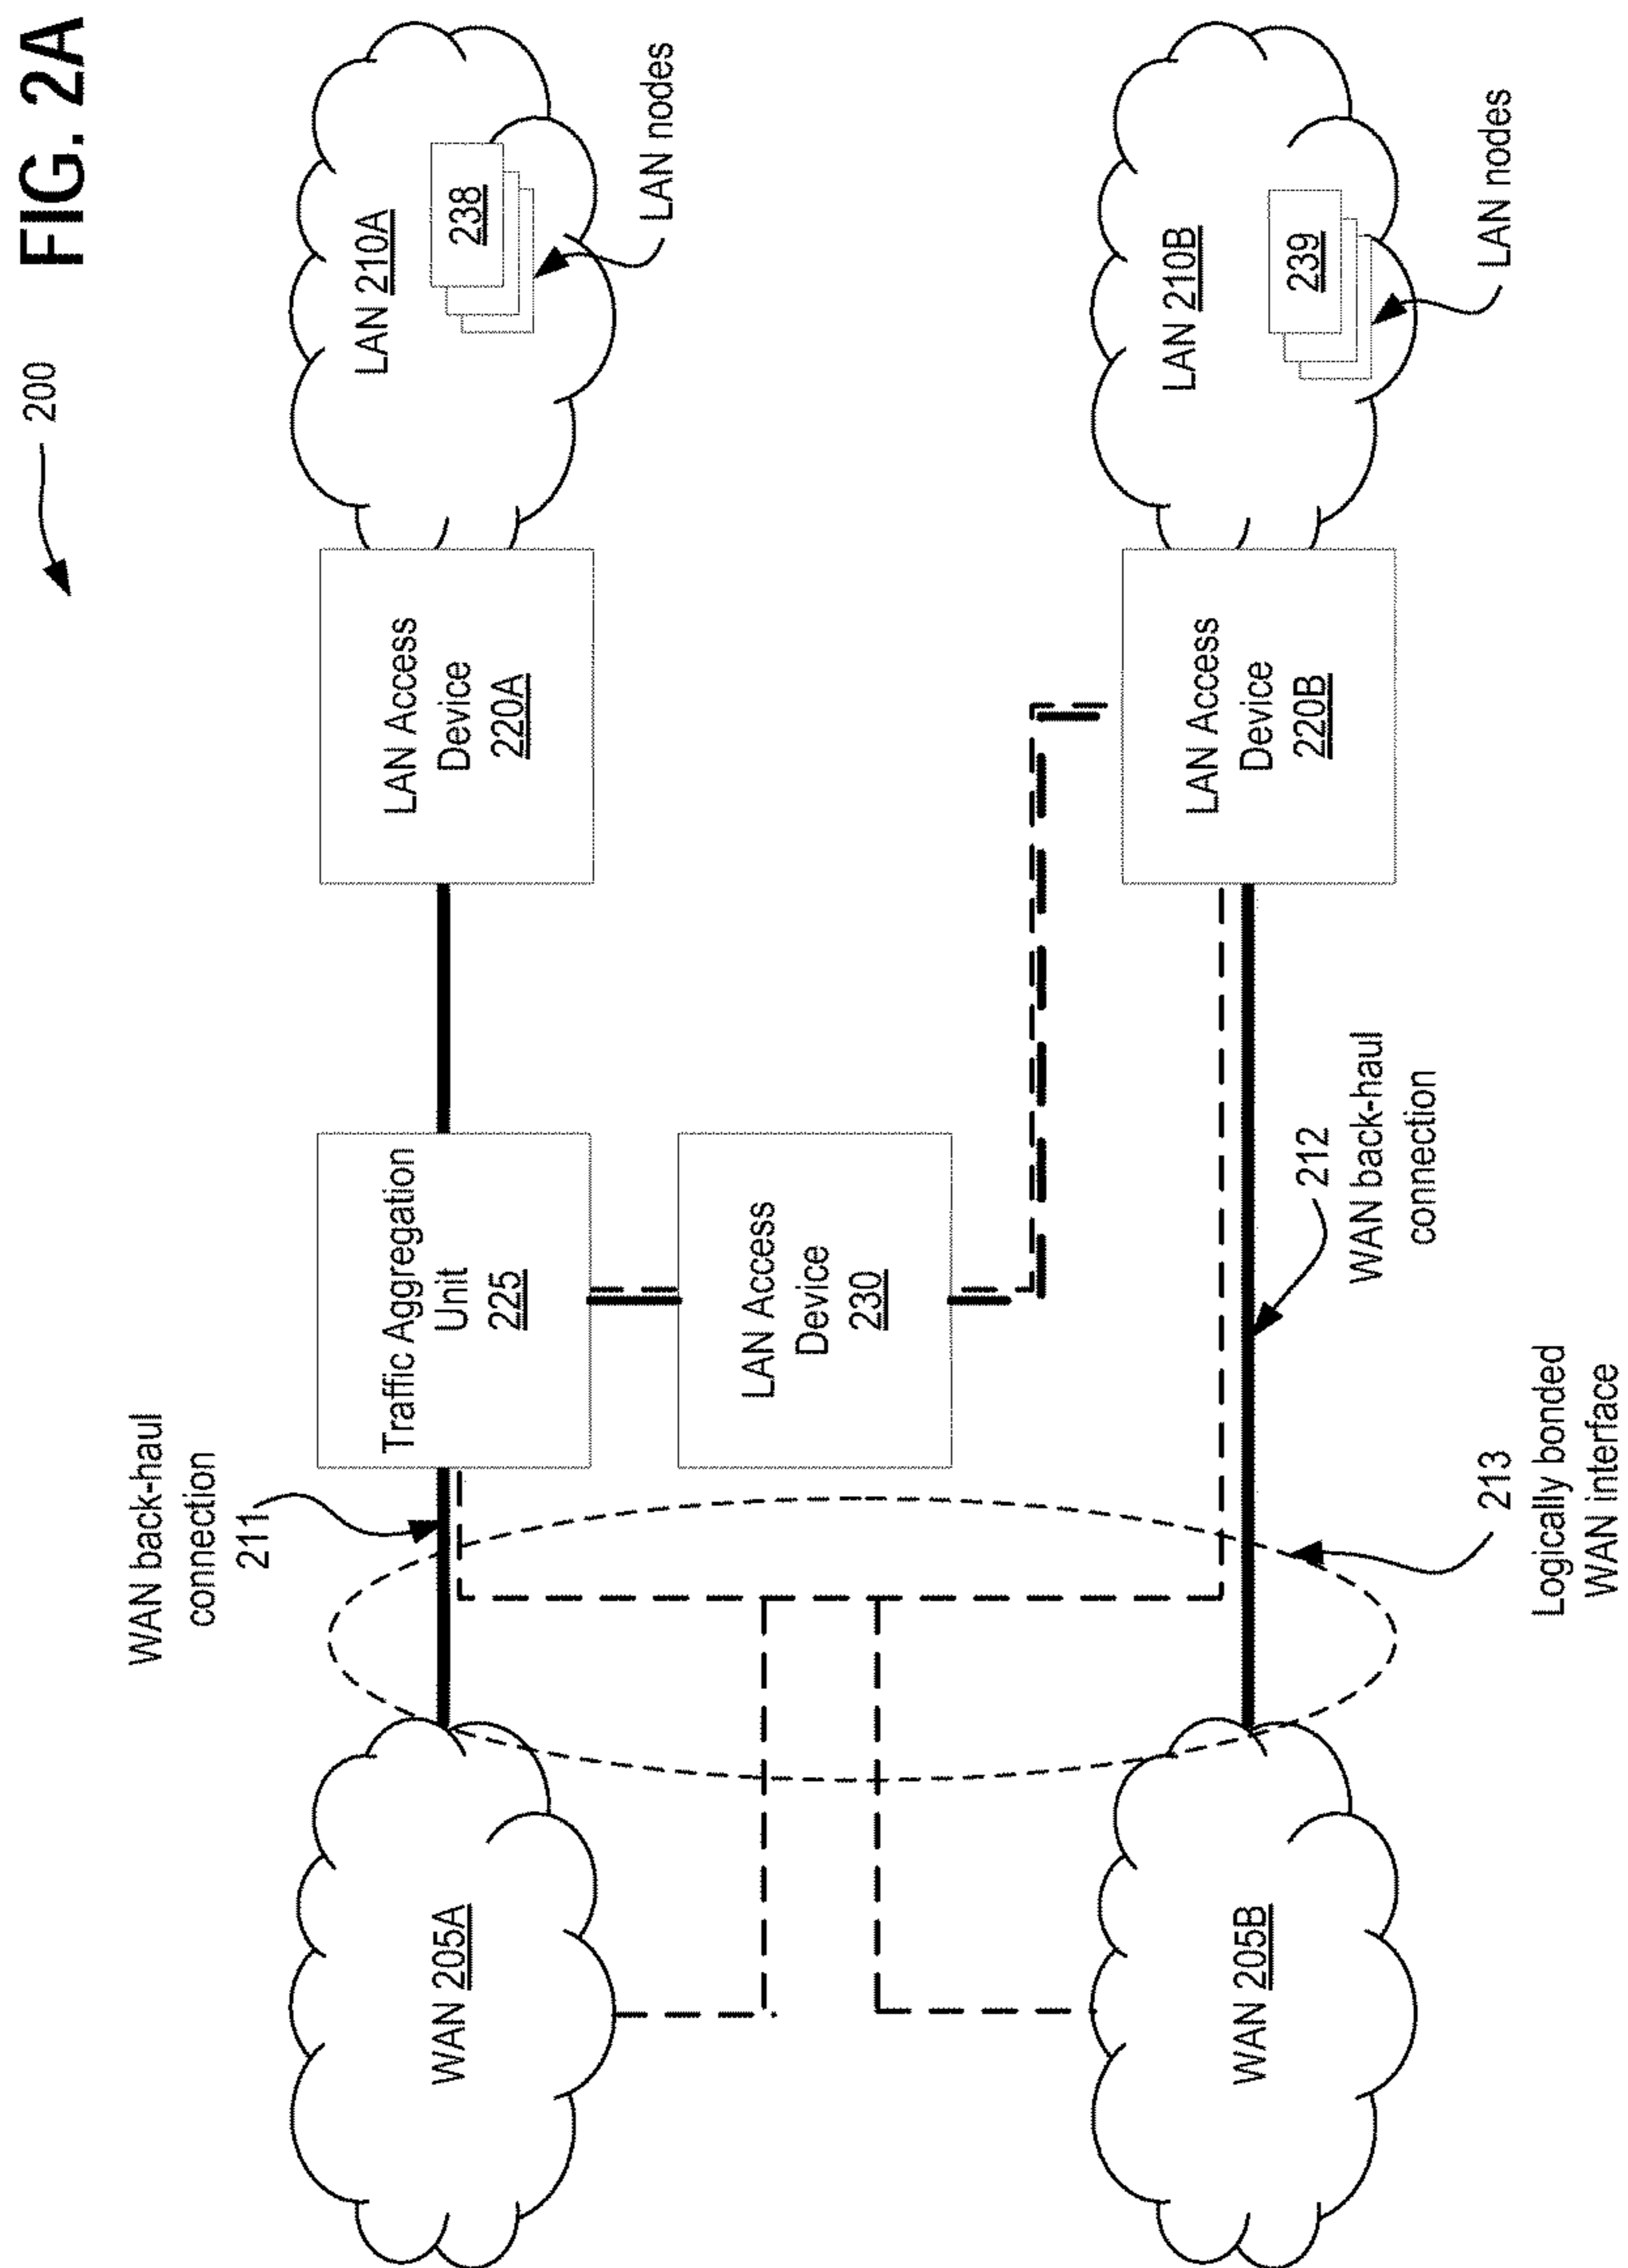 FIG. 2A
200
WAN back-haul
connection
211
WAN 205A
Traffic Aggregation
Unit
225
LAN Access
Device
220A
LAN 210A
238
LAN nodes
LAN Access
Device
230
WAN 205B
LAN Access
Device
220B
LAN 210B
239
LAN nodes
212
WAN back-haul
connection
213
Logically bonded
WAN interface